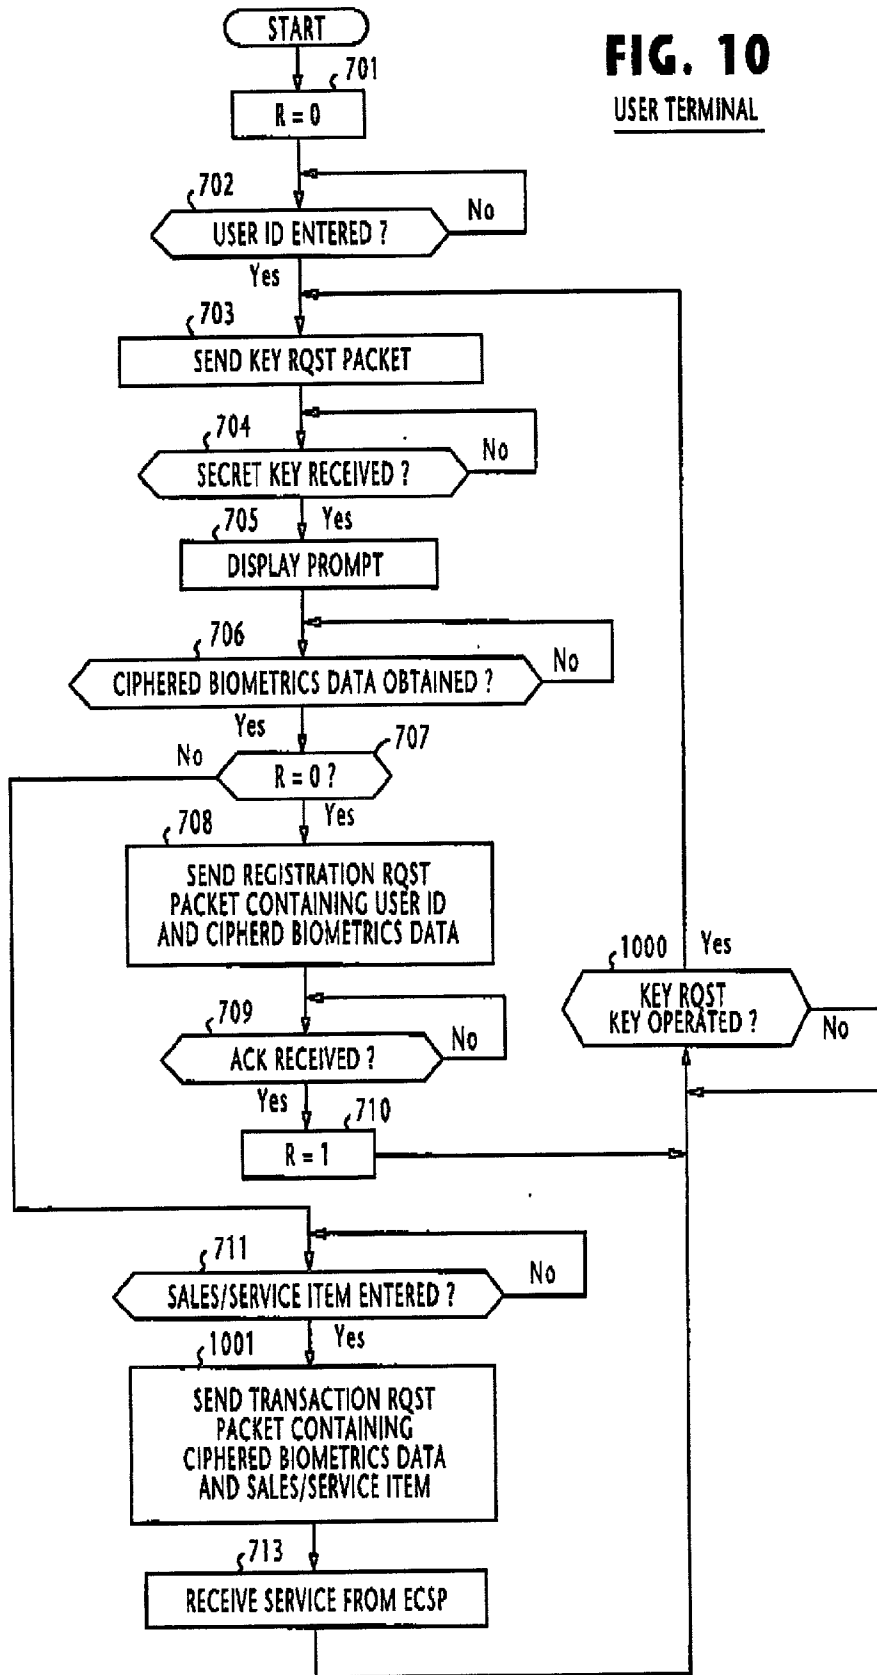 START
FIG. 10
USER TERMINAL
701
R = 0
702
USER ID ENTERED ?
No
Yes
703
SEND KEY RQST PACKET
704
SECRET KEY RECEIVED ?
No
Yes
705
DISPLAY PROMPT
706
CIPHERED BIOMETRICS DATA OBTAINED ?
No
Yes
707
R = 0 ?
No
Yes
708
SEND REGISTRATION RQST
PACKET CONTAINING USER ID
AND CIPHERD BIOMETRICS DATA
1000
Yes
KEY RQST
KEY OPERATED ?
No
709
ACK RECEIVED ?
No
Yes
710
R = 1
711
SALES/SERVICE ITEM ENTERED ?
No
Yes
1001
SEND TRANSACTION RQST
PACKET CONTAINING
CIPHERED BIOMETRICS DATA
AND SALES/SERVICE ITEM
713
RECEIVE SERVICE FROM ECSP